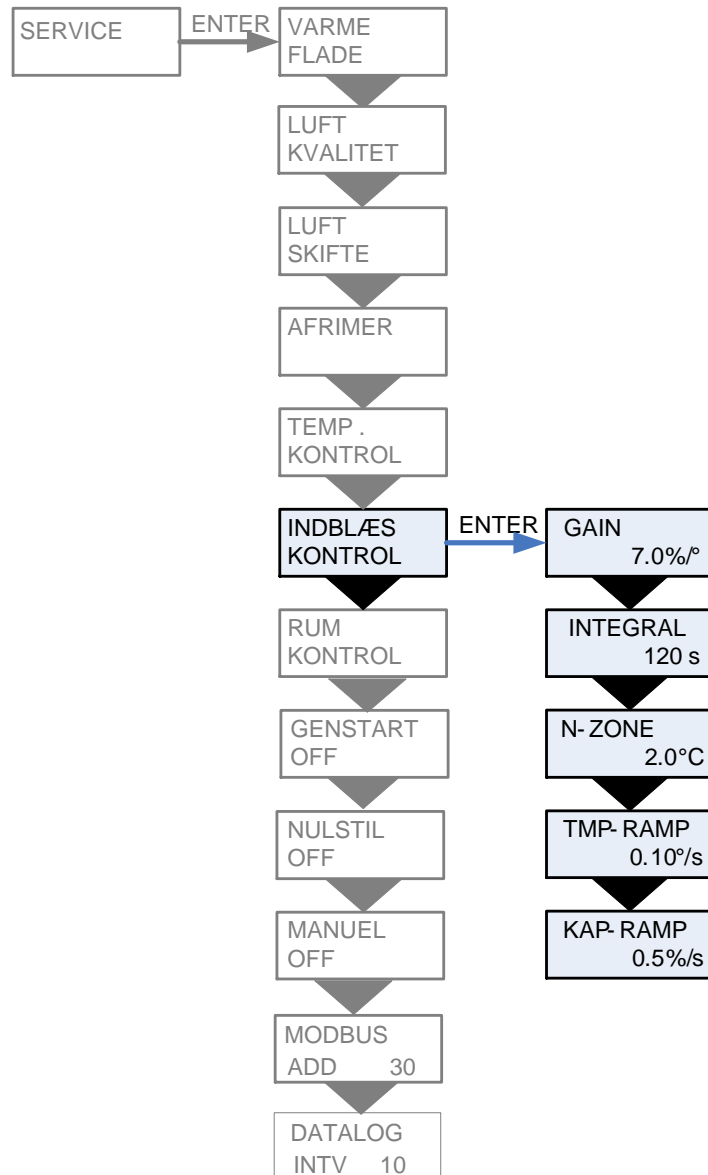 SERVICE
ENTER
VARME
FLADE
LUFT
KVALITET
LUFT
SKIFTE
AFRIMER
TEMP .
KONTROL
INDBLÆS
KONTROL
ENTER
GAIN
7.0%/°
RUM
KONTROL
INTEGRAL
120 s
GENSTART
OFF
N- ZONE
2.0°C
NULSTIL
OFF
TMP- RAMP
0.10°/s
MANUEL
OFF
KAP- RAMP
0.5%/s
MODBUS
ADD 30
DATALOG
INTV 10